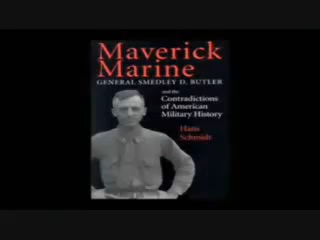 Maverick
Marine
GENERAL SMEDLEY D. BUTLER
and the
Contradictions
of American
Military History
Hans
Schmidt